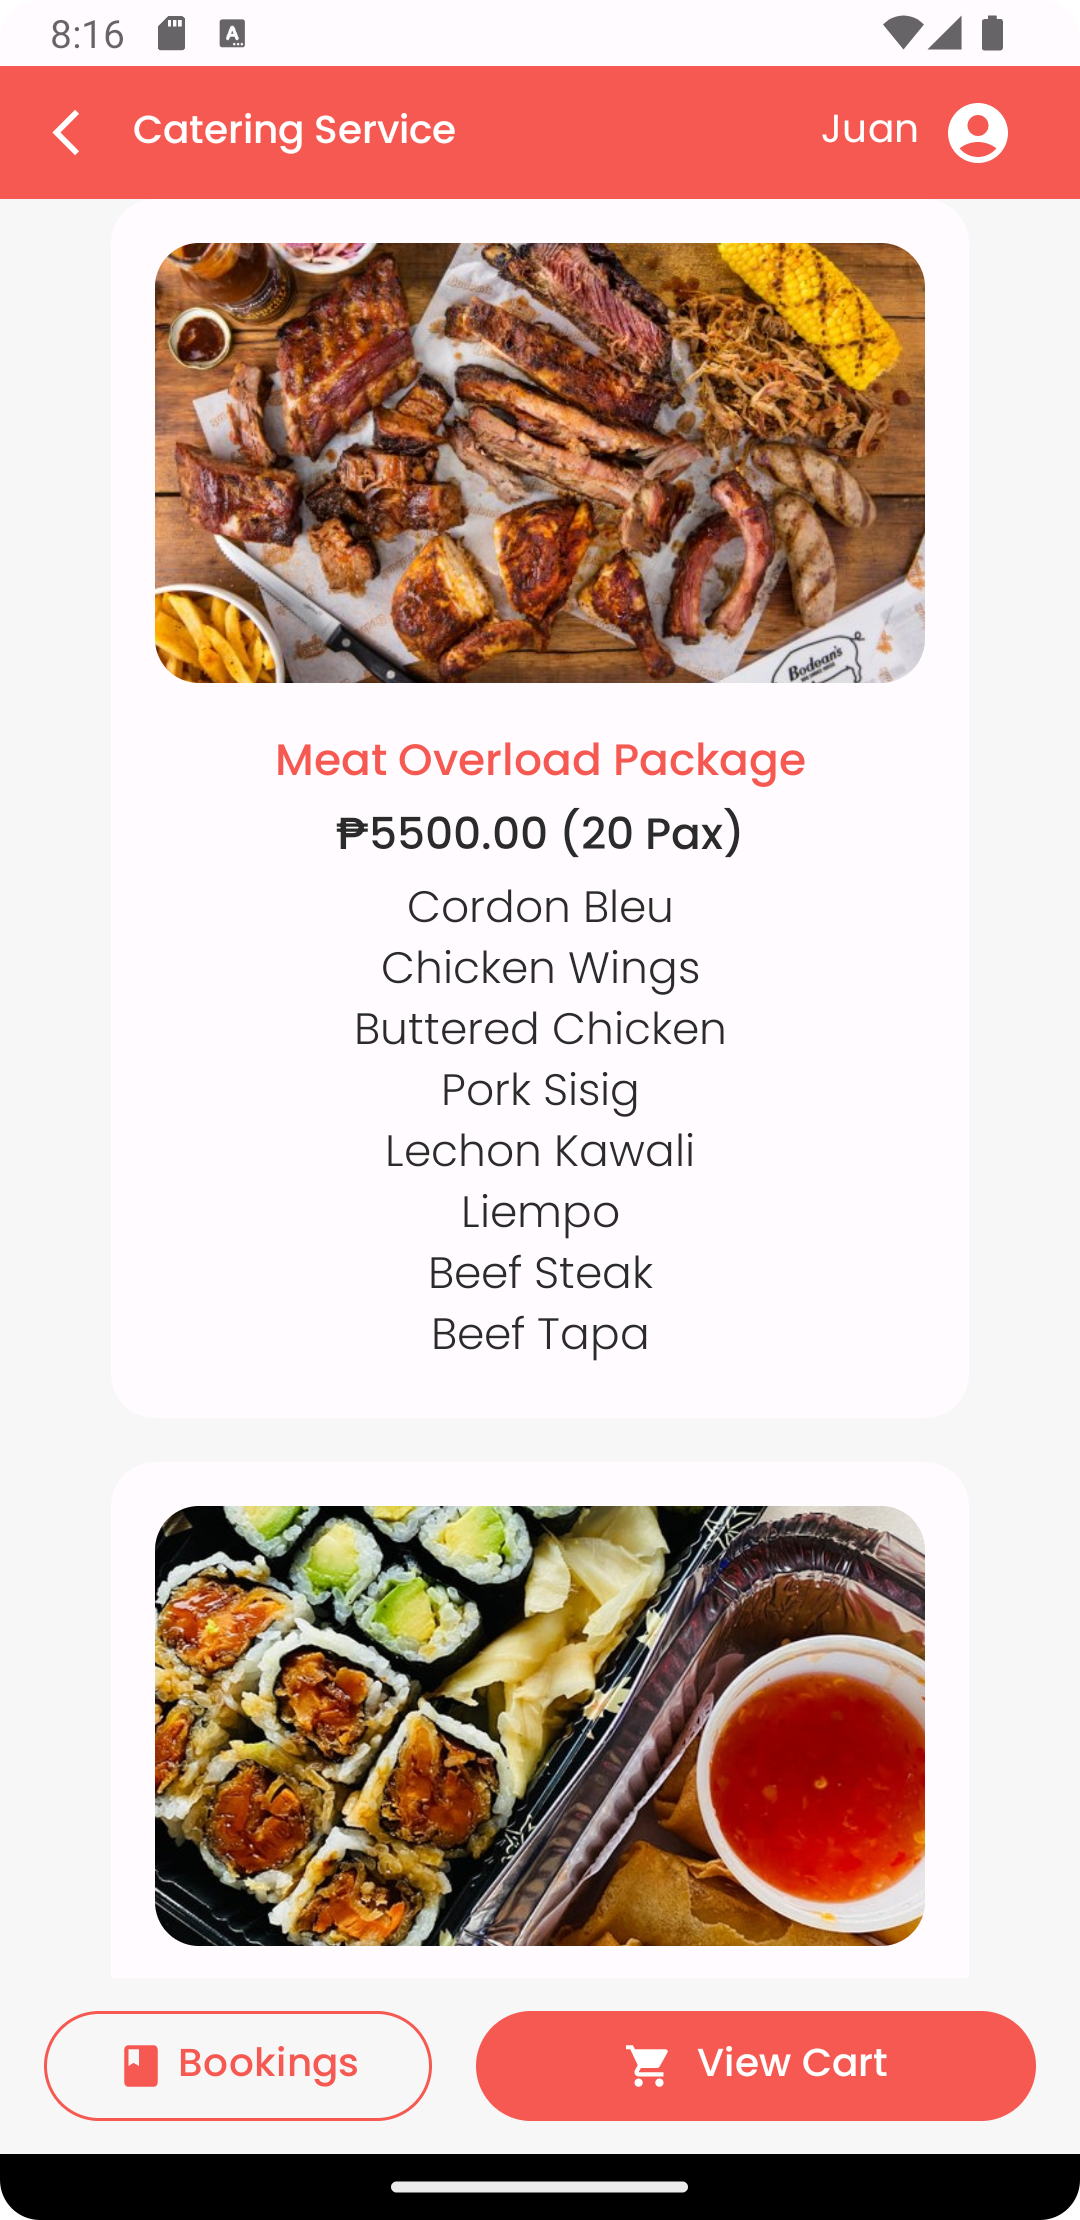 8:16
Catering Service
Juan
Bodean's
Meat Overload Package
₱5500.00 (20 Pax)
Cordon Bleu
Chicken Wings
Buttered Chicken
Pork Sisig
Lechon Kawali
Liempo
Beef Steak
Beef Tapa
Bookings
View Cart